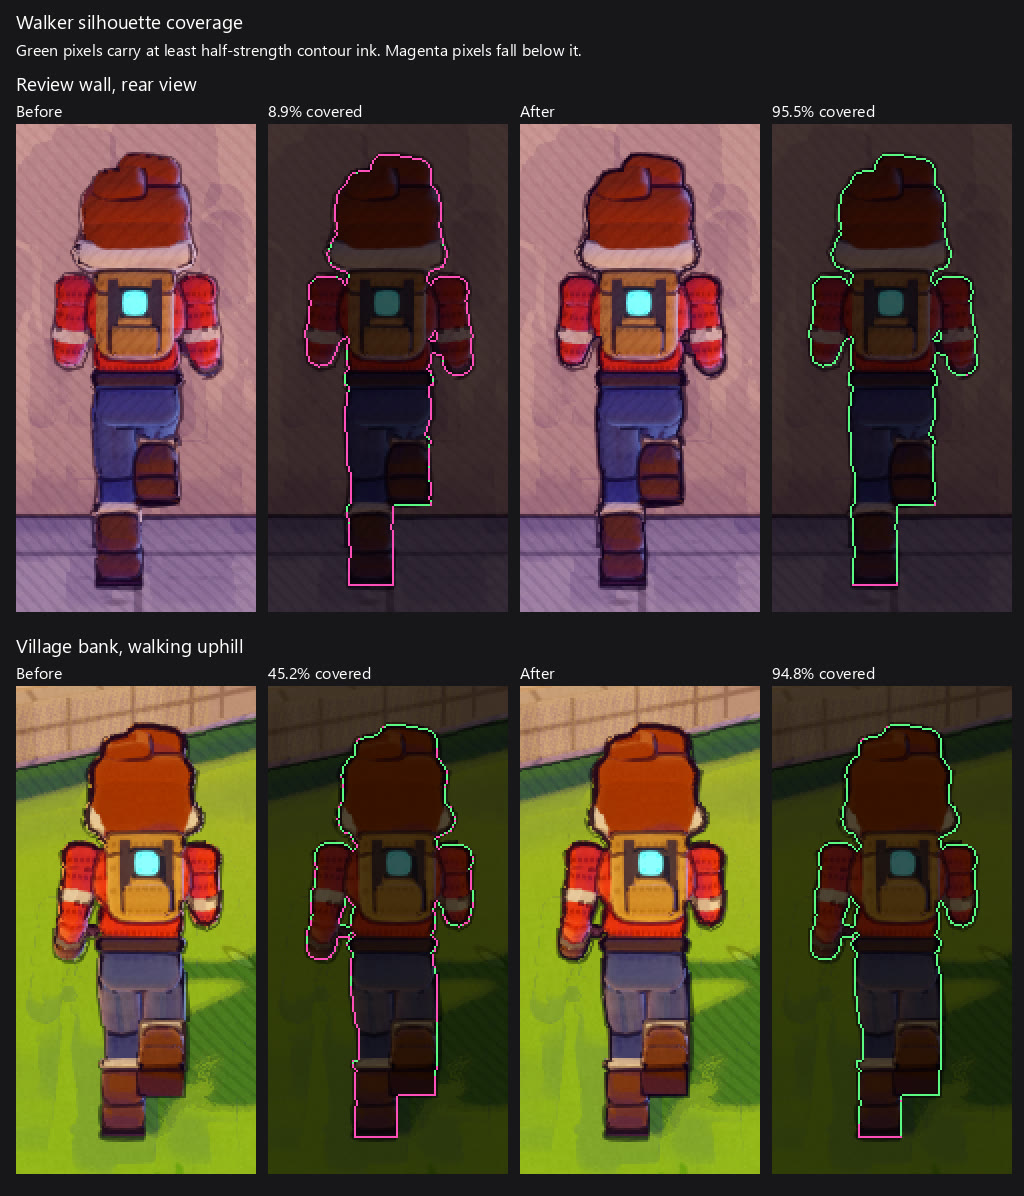 Walker silhouette coverage
Green pixels carry at least half-strength contour ink. Magenta pixels fall below it.
Review wall, rear view
Before
8.9% covered
After
95.5% covered
Village bank, walking uphill
Before
45.2% covered
After
94.8% covered